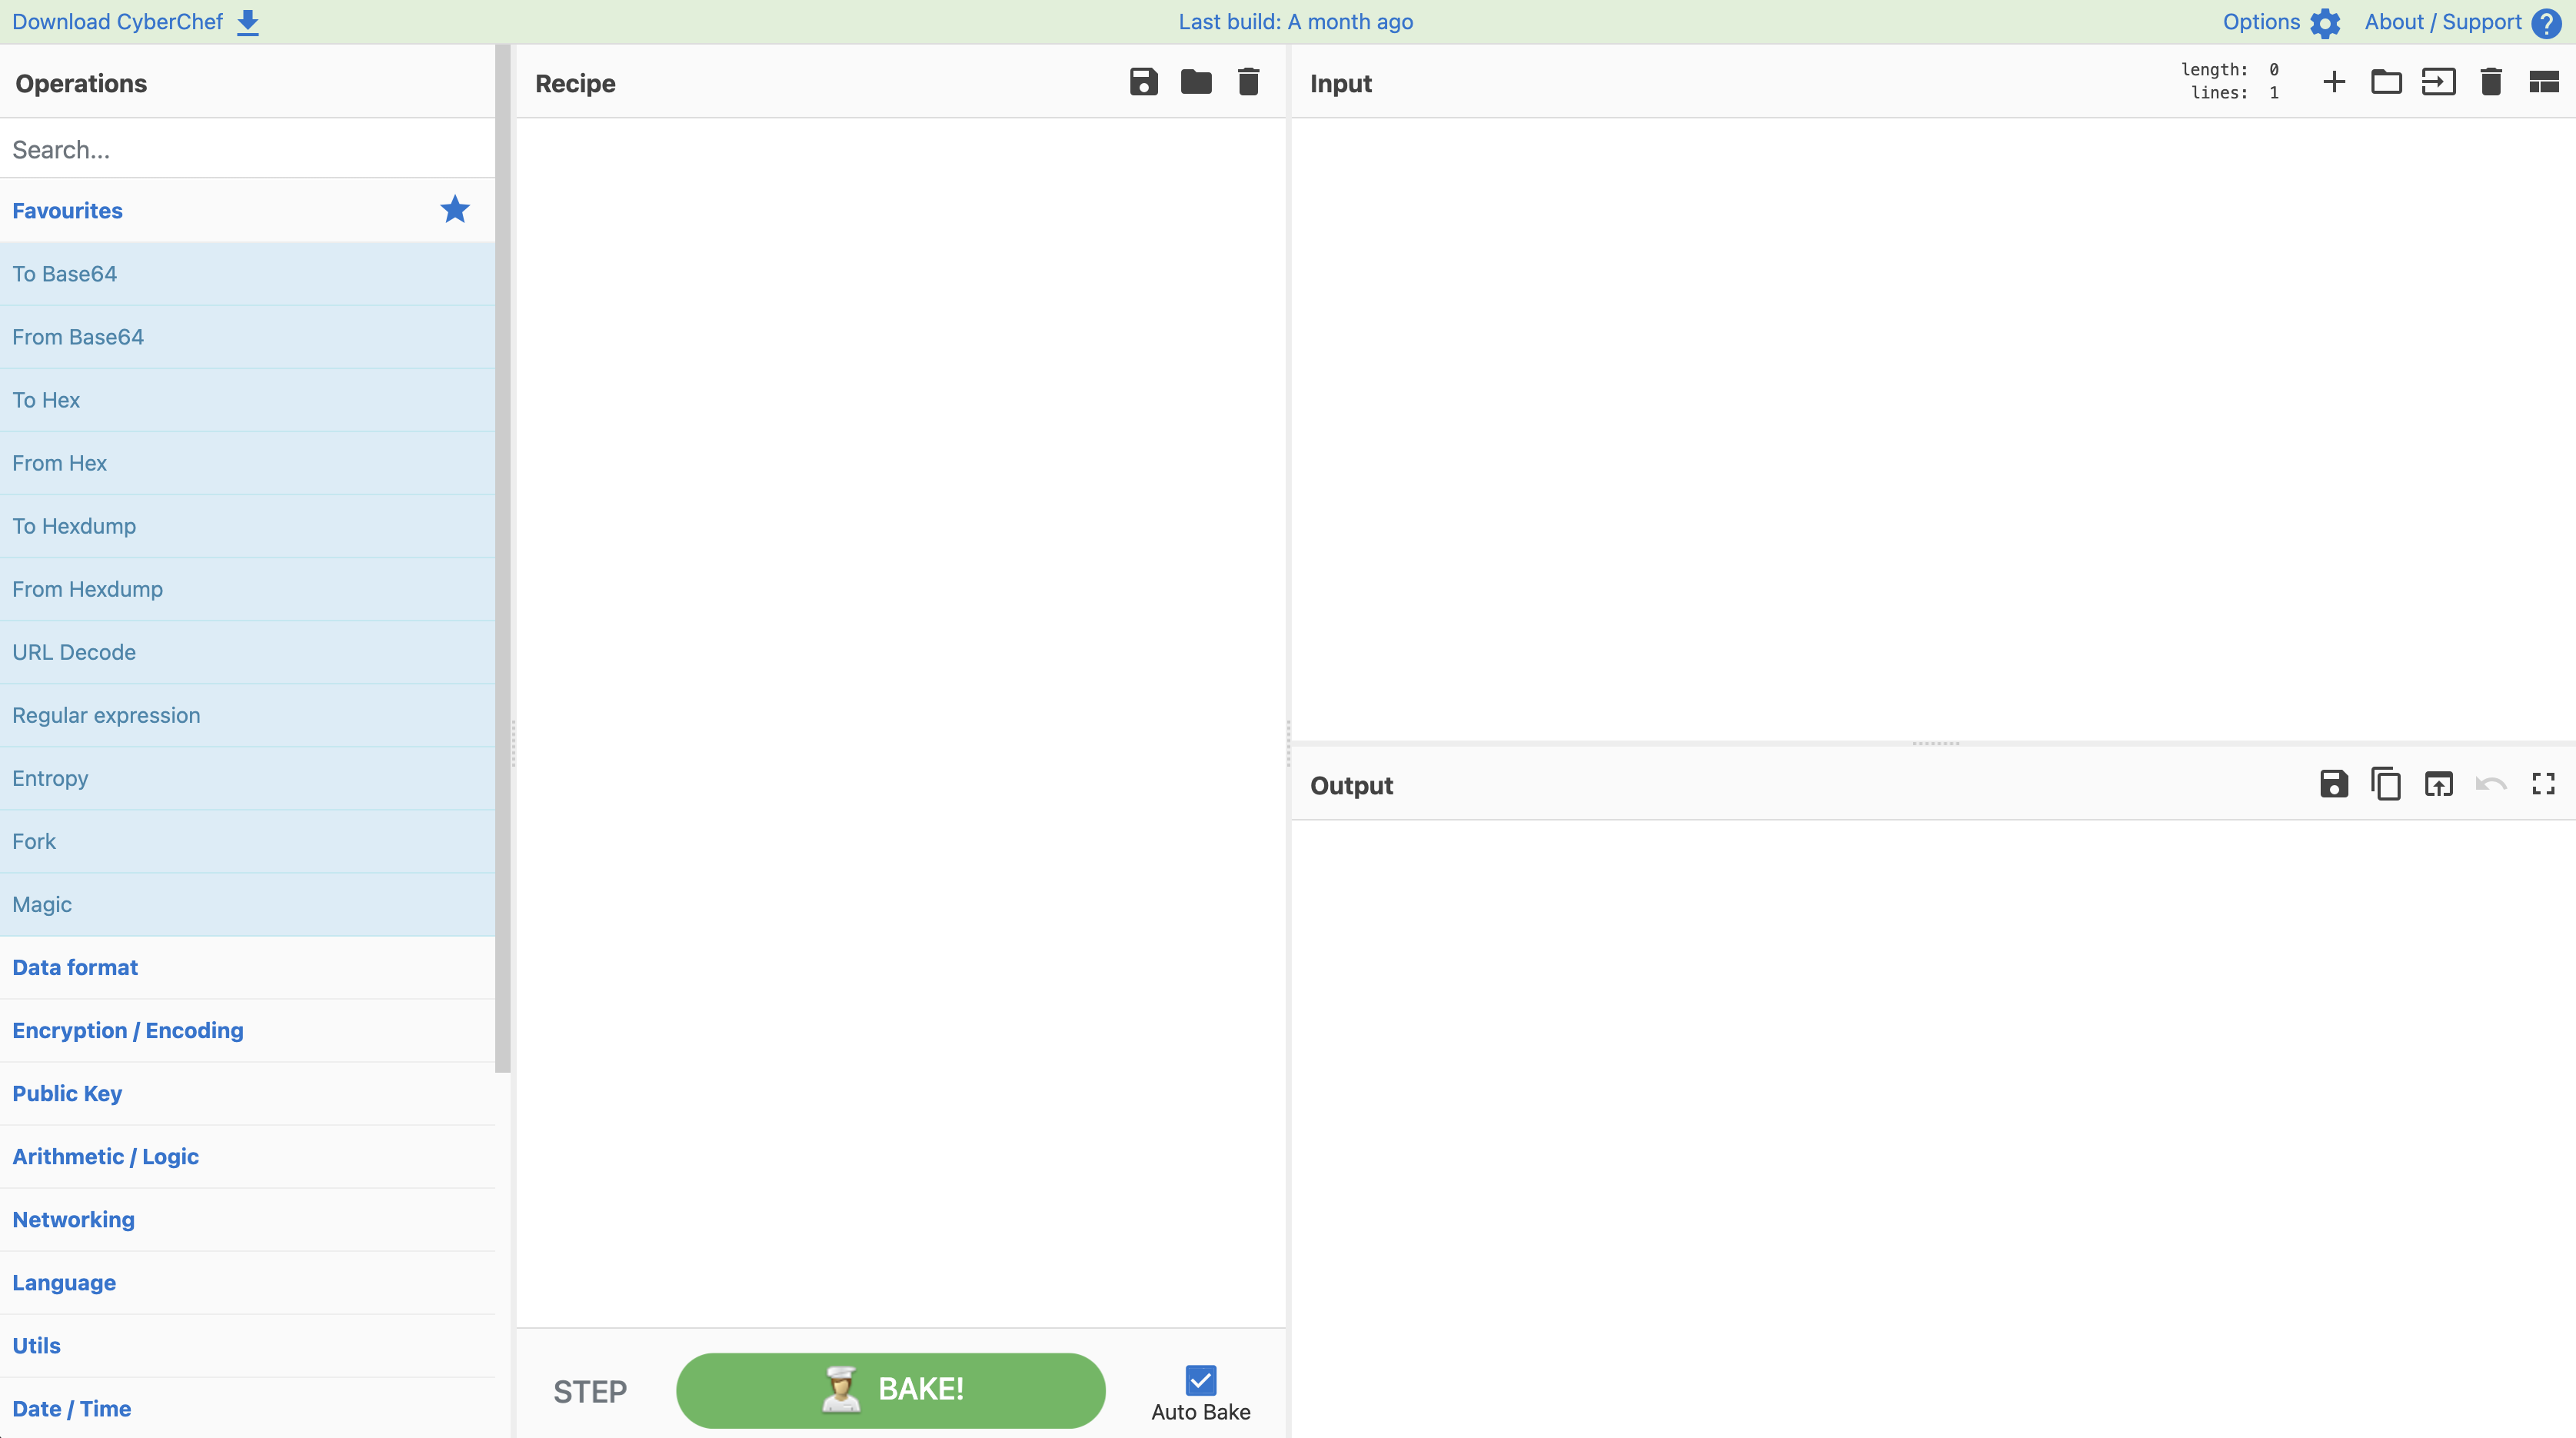 Download CyberChef
Last build: A month ago
Options
About / Support
Operations
Search...
Favourites
To Base64
From Base64
To Hex
From Hex
To Hexdump
From Hexdump
URL Decode
Regular expression
Entropy
Fork
Magic
Data format
Encryption / Encoding
Public Key
Arithmetic / Logic
Networking
Language
Utils
Date / Time
Recipe
STEP
BAKE!
Auto Bake
Input
length: 0
lines: 1
Output